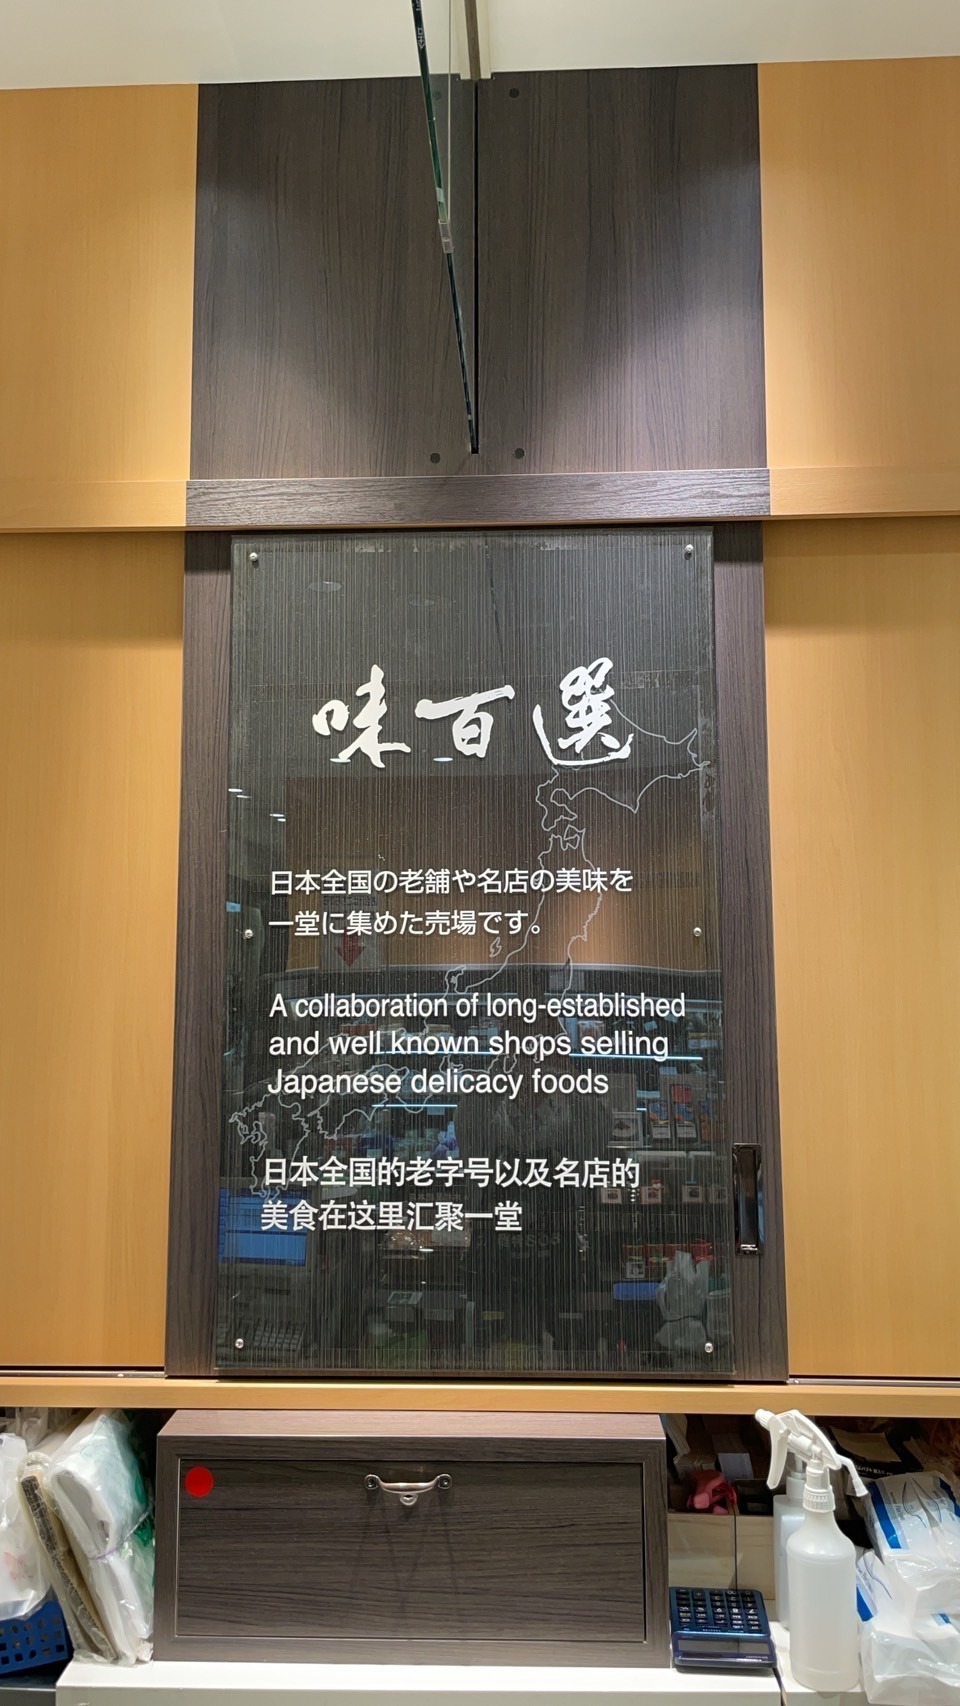 味百選
日本全国の老舗や名店の美味を
一堂に集めた売場です。
A collaboration of long-established
and well known shops selling
Japanese delicacy foods
日本全国的老字号以及名店的
美食在这里汇聚一堂